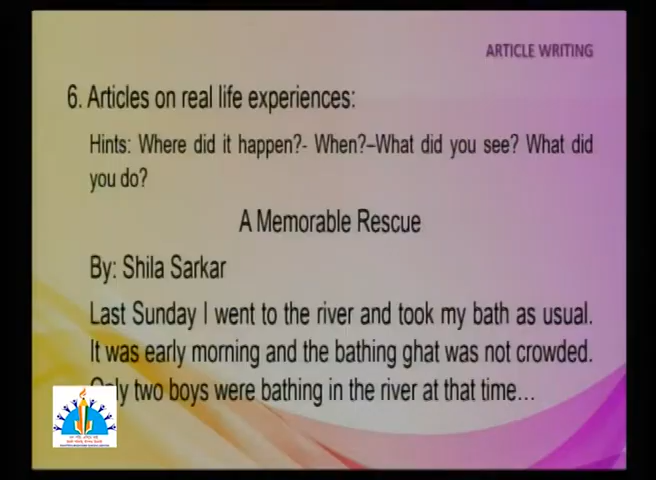 ARTICLE WRITING
6. Articles on real life experiences:
Hints: Where did it happen?- When?–What did you see? What did
you do?
A Memorable Rescue
By: Shila Sarkar
Last Sunday I went to the river and took my bath as usual.
It was early morning and the bathing ghat was not crowded.
Only two boys were bathing in the river at that time...